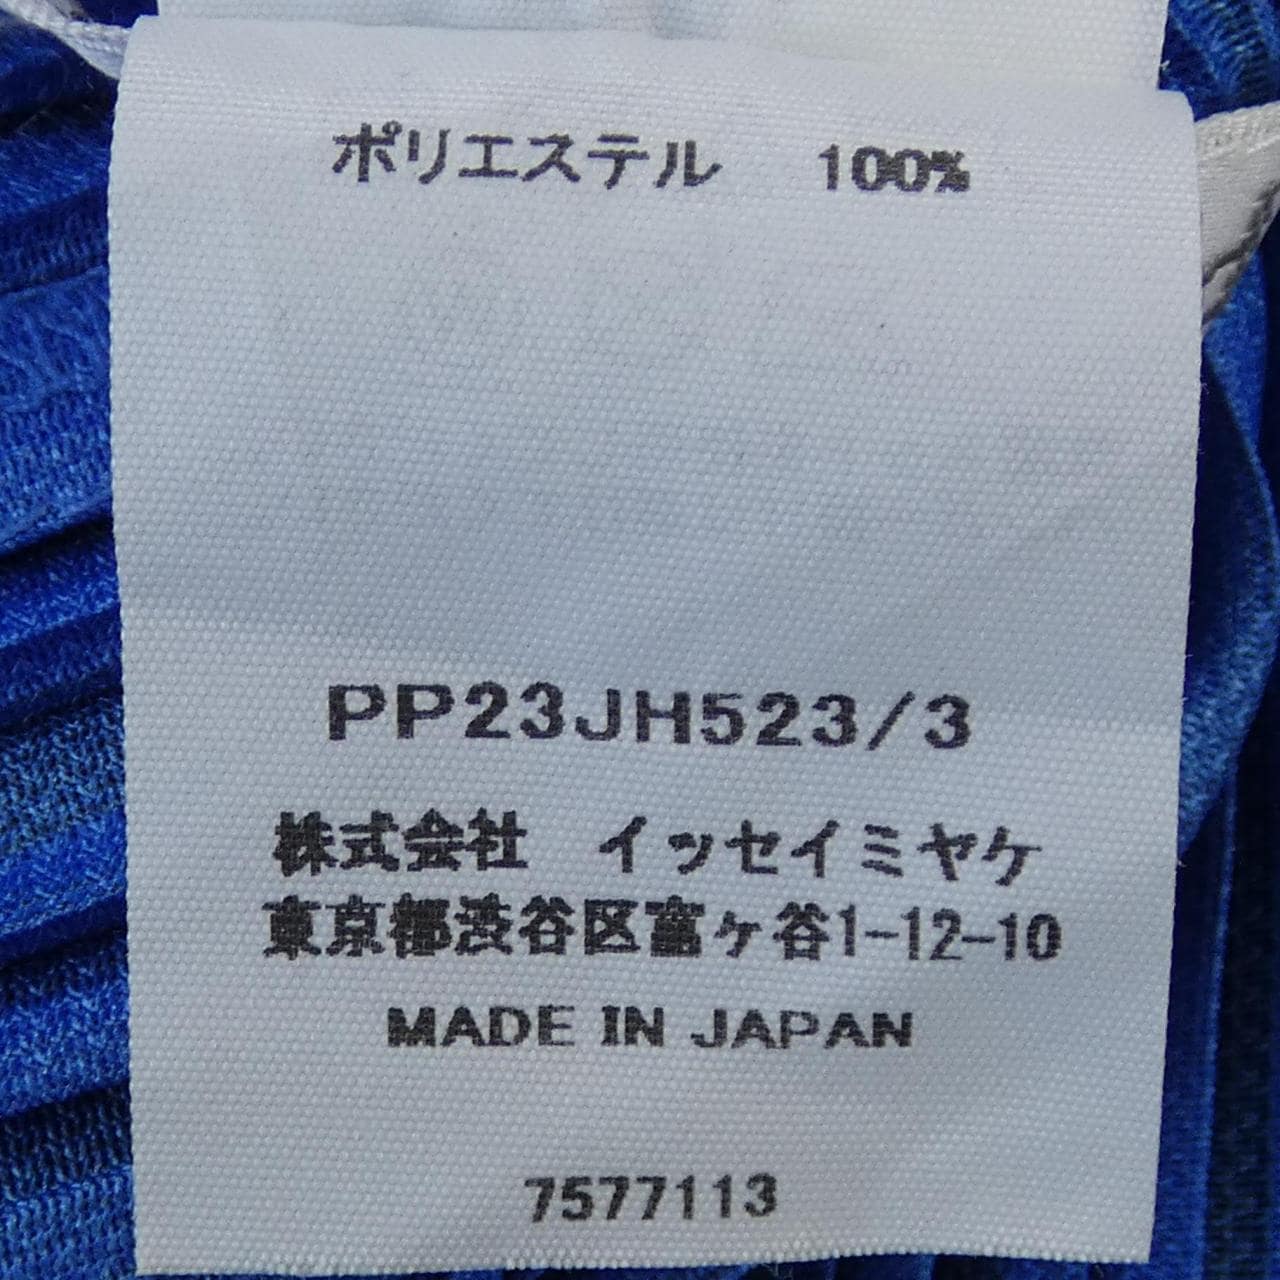 ポリエステル 100%
PP23JH523/3
株式会社 イッセイミヤケ
東京都渋谷区富ヶ谷1-12-10
MADE IN JAPAN
7577113